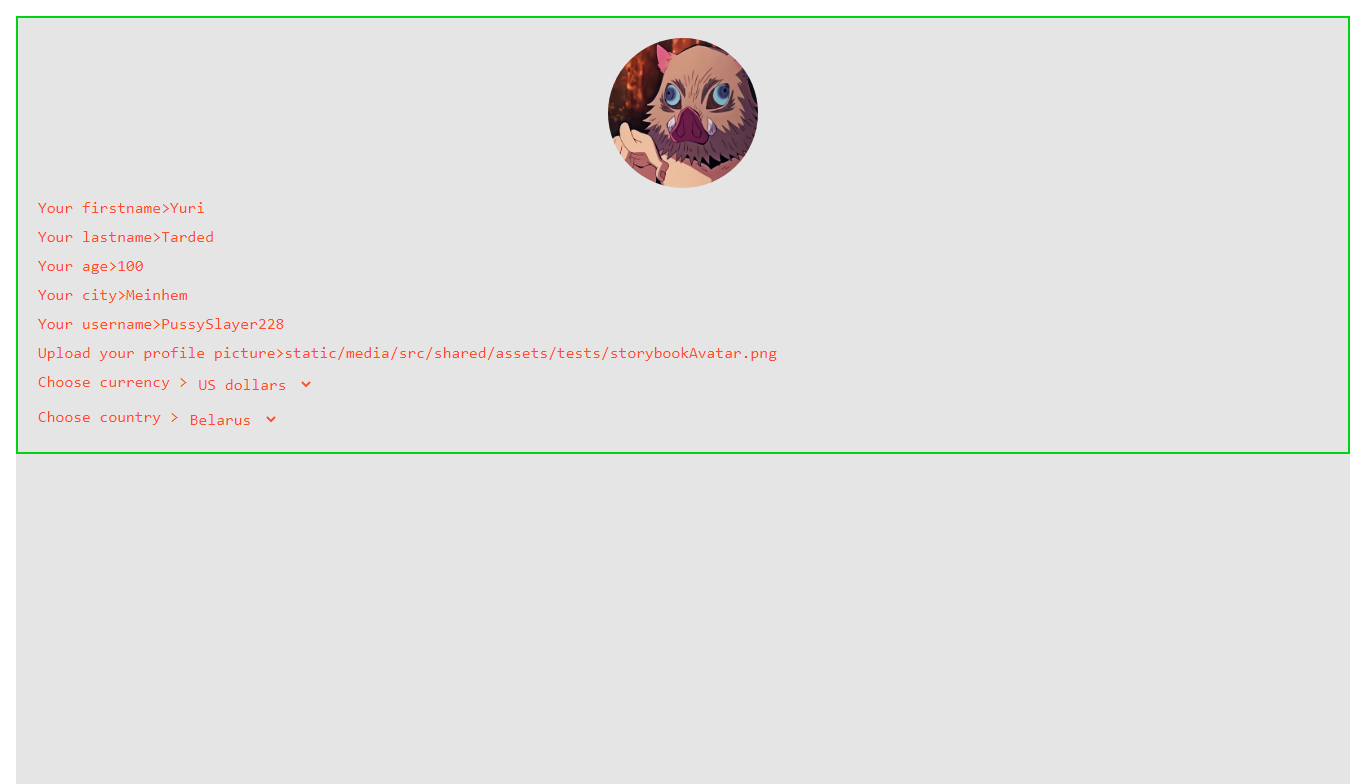 Your firstname>Yuri
Your lastname>Tarded
Your age>100
Your city>Meinhem
Your username>PussySlayer228
Upload your profile picture>static/media/src/shared/assets/tests/storybookAvatar.png
Choose currency > US dollars
Choose country > Belarus